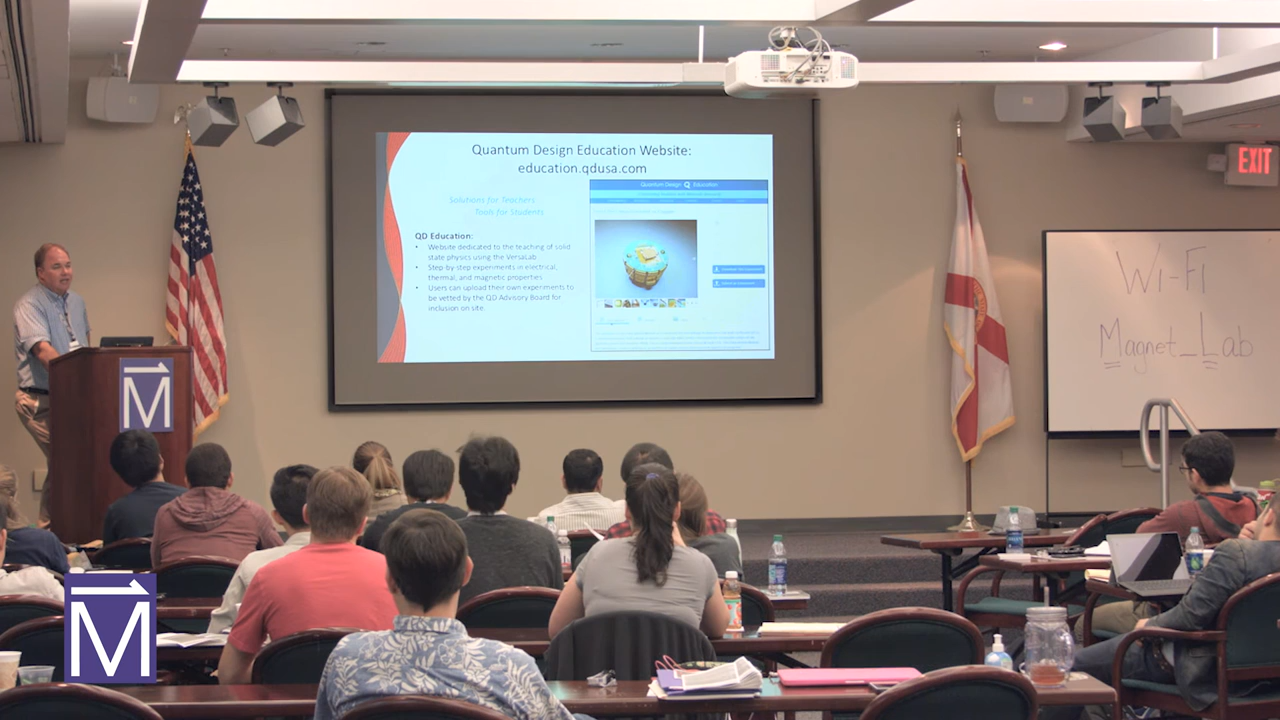 Quantum Design Education Website:
education.qdusa.com
Solutions for Teachers
Tools for Students
QD Education:
• Website dedicated to the teaching of solid
state physics using the VersaLab
• Step-by-step experiments in electrical,
thermal, and magnetic properties
• Users can upload their own experiments to
be vetted by the QD Advisory Board for
inclusion on site.
Quantum Design Q Education
EXIT
Wi-Fi
Magnet_Lab
M
M